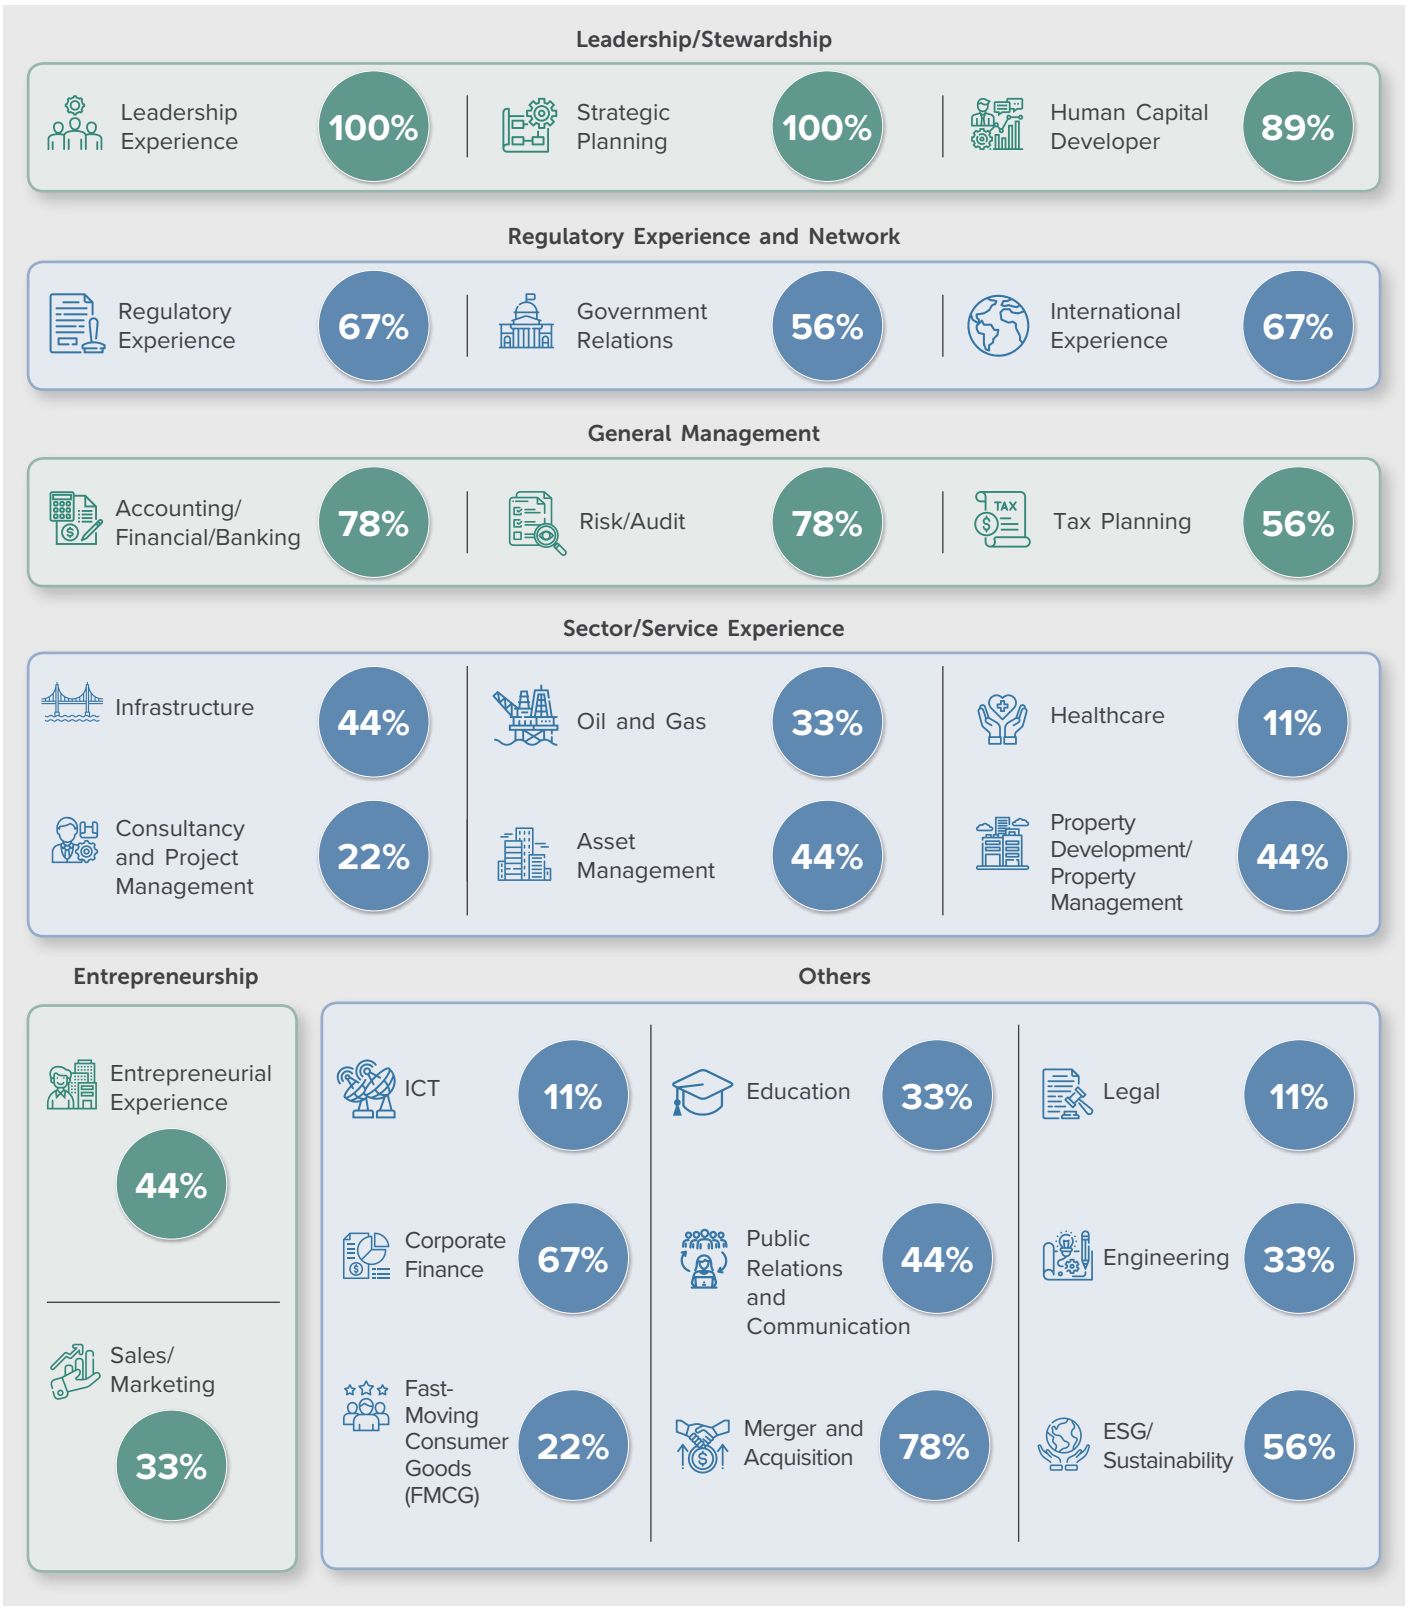 Leadership/Stewardship
Leadership
Experience
100%
Strategic
Planning
100%
Human Capital
Developer
89%
Regulatory Experience and Network
Regulatory
Experience
67%
Government
Relations
56%
International
Experience
67%
General Management
Accounting/
Financial/Banking
78%
Risk/Audit
78%
TAX
Tax Planning
56%
Sector/Service Experience
Infrastructure
44%
Oil and Gas
33%
Healthcare
11%
Consultancy
and Project
Management
22%
Asset
Management
44%
Property
Development/
Property
Management
44%
Entrepreneurship
Entrepreneurial
Experience
44%
Sales/
Marketing
33%
Others
ICT
11%
Education
33%
Legal
11%
Corporate
Finance
67%
Public
Relations
and
Communication
44%
Engineering
33%
Fast-
Moving
Consumer
Goods
(FMCG)
22%
Merger and
Acquisition
78%
ESG/
Sustainability
56%